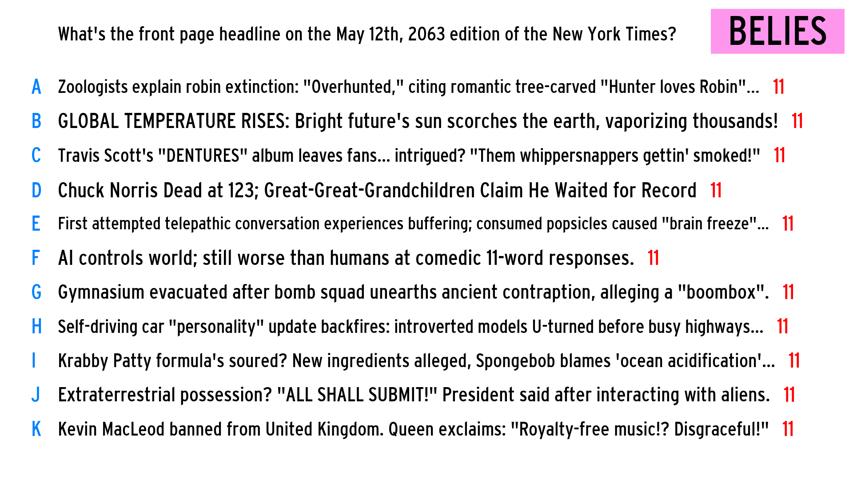 What's the front page headline on the May 12th, 2063 edition of the New York Times?
BELIES
A Zoologists explain robin extinction: "Overhunted," citing romantic tree-carved "Hunter loves Robin"... 11
B GLOBAL TEMPERATURE RISES: Bright future's sun scorches the earth, vaporizing thousands! 11
C Travis Scott's "DENTURES" album leaves fans... intrigued? "Them whippersnappers gettin' smoked!" 11
D Chuck Norris Dead at 123; Great-Great-Grandchildren Claim He Waited for Record 11
E First attempted telepathic conversation experiences buffering; consumed popsicles caused "brain freeze"... 11
F AI controls world; still worse than humans at comedic 11-word responses. 11
G Gymnasium evacuated after bomb squad unearths ancient contraption, alleging a "boombox". 11
H Self-driving car "personality" update backfires: introverted models U-turned before busy highways... 11
I Krabby Patty formula's soured? New ingredients alleged, Spongebob blames 'ocean acidification'... 11
J Extraterrestrial possession? "ALL SHALL SUBMIT!" President said after interacting with aliens. 11
K Kevin MacLeod banned from United Kingdom. Queen exclaims: "Royalty-free music!? Disgraceful!" 11